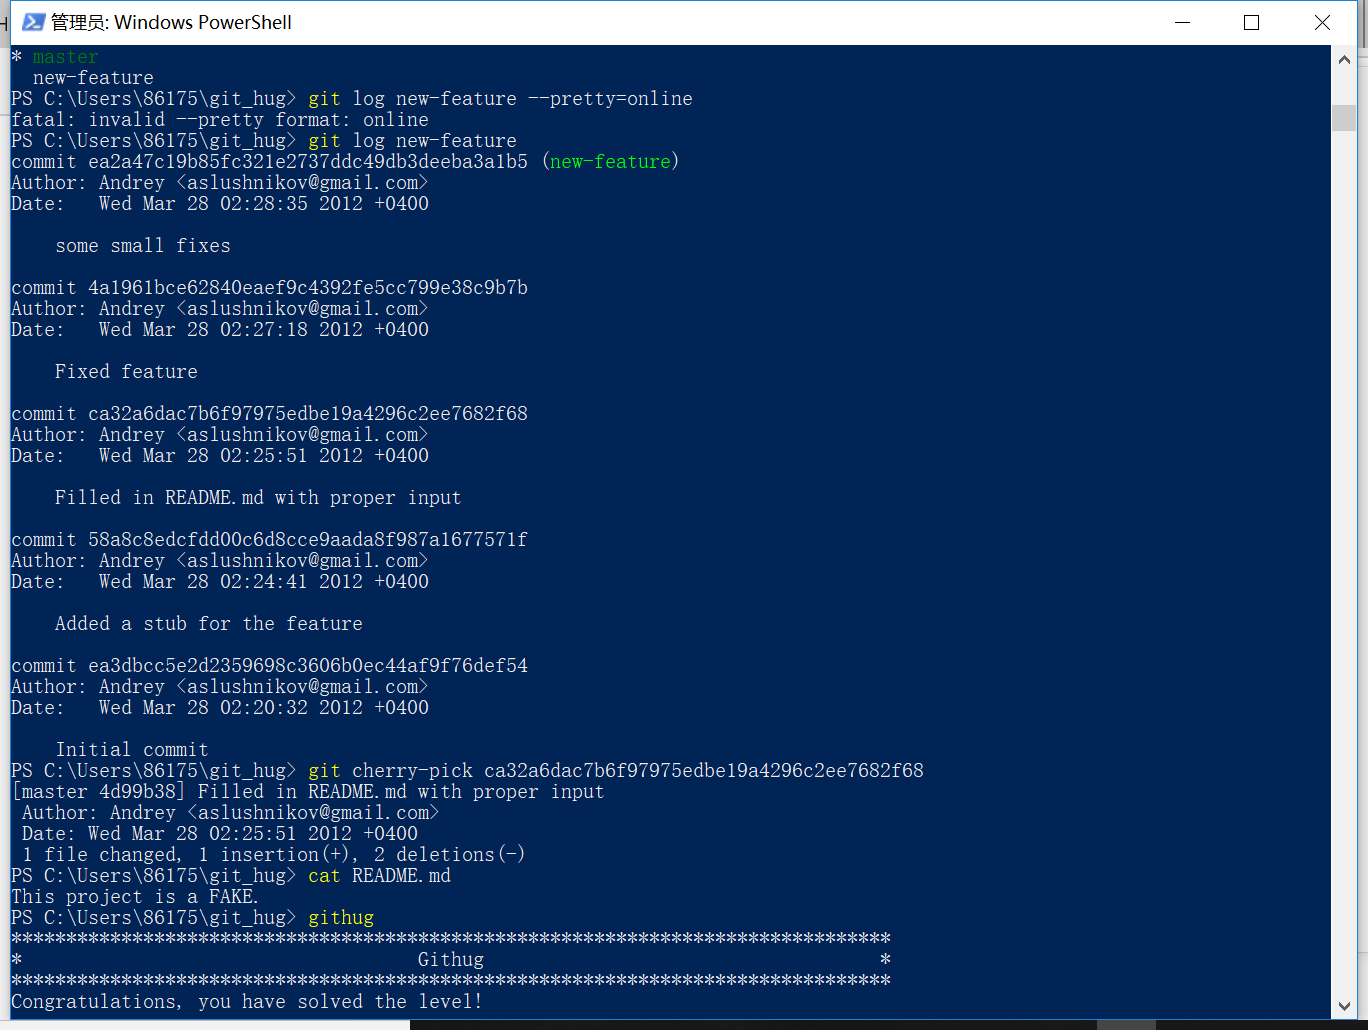 管理员: Windows PowerShell
* master
new-feature
PS C:\Users\86175\git_hug> git log new-feature --pretty=online
fatal: invalid --pretty format: online
PS C:\Users\86175\git_hug> git log new-feature
commit ea2a47c19b85fc321e2737ddc49db3deeba3a1b5 (new-feature)
Author: Andrey <aslushnikov@gmail.com>
Date:   Wed Mar 28 02:28:35 2012 +0400
some small fixes
commit 4a1961bce62840eaef9c4392fe5cc799e38c9b7b
Author: Andrey <aslushnikov@gmail.com>
Date:   Wed Mar 28 02:27:18 2012 +0400
Fixed feature
commit ca32a6dac7b6f97975edbe19a4296c2ee7682f68
Author: Andrey <aslushnikov@gmail.com>
Date:   Wed Mar 28 02:25:51 2012 +0400
Filled in README.md with proper input
commit 58a8c8edcfdd00c6d8cce9aada8f987a1677571f
Author: Andrey <aslushnikov@gmail.com>
Date:   Wed Mar 28 02:24:41 2012 +0400
Added a stub for the feature
commit ea3dbcc5e2d2359698c3606b0ec44af9f76def54
Author: Andrey <aslushnikov@gmail.com>
Date:   Wed Mar 28 02:20:32 2012 +0400
Initial commit
PS C:\Users\86175\git_hug> git cherry-pick ca32a6dac7b6f97975edbe19a4296c2ee7682f68
[master 4d99b38] Filled in README.md with proper input
Author: Andrey <aslushnikov@gmail.com>
Date: Wed Mar 28 02:25:51 2012 +0400
1 file changed, 1 insertion(+), 2 deletions(-)
PS C:\Users\86175\git_hug> cat README.md
This project is a FAKE.
PS C:\Users\86175\git_hug> githug
********************************************************************************
*                                    Githug                                    *
********************************************************************************
Congratulations, you have solved the level!